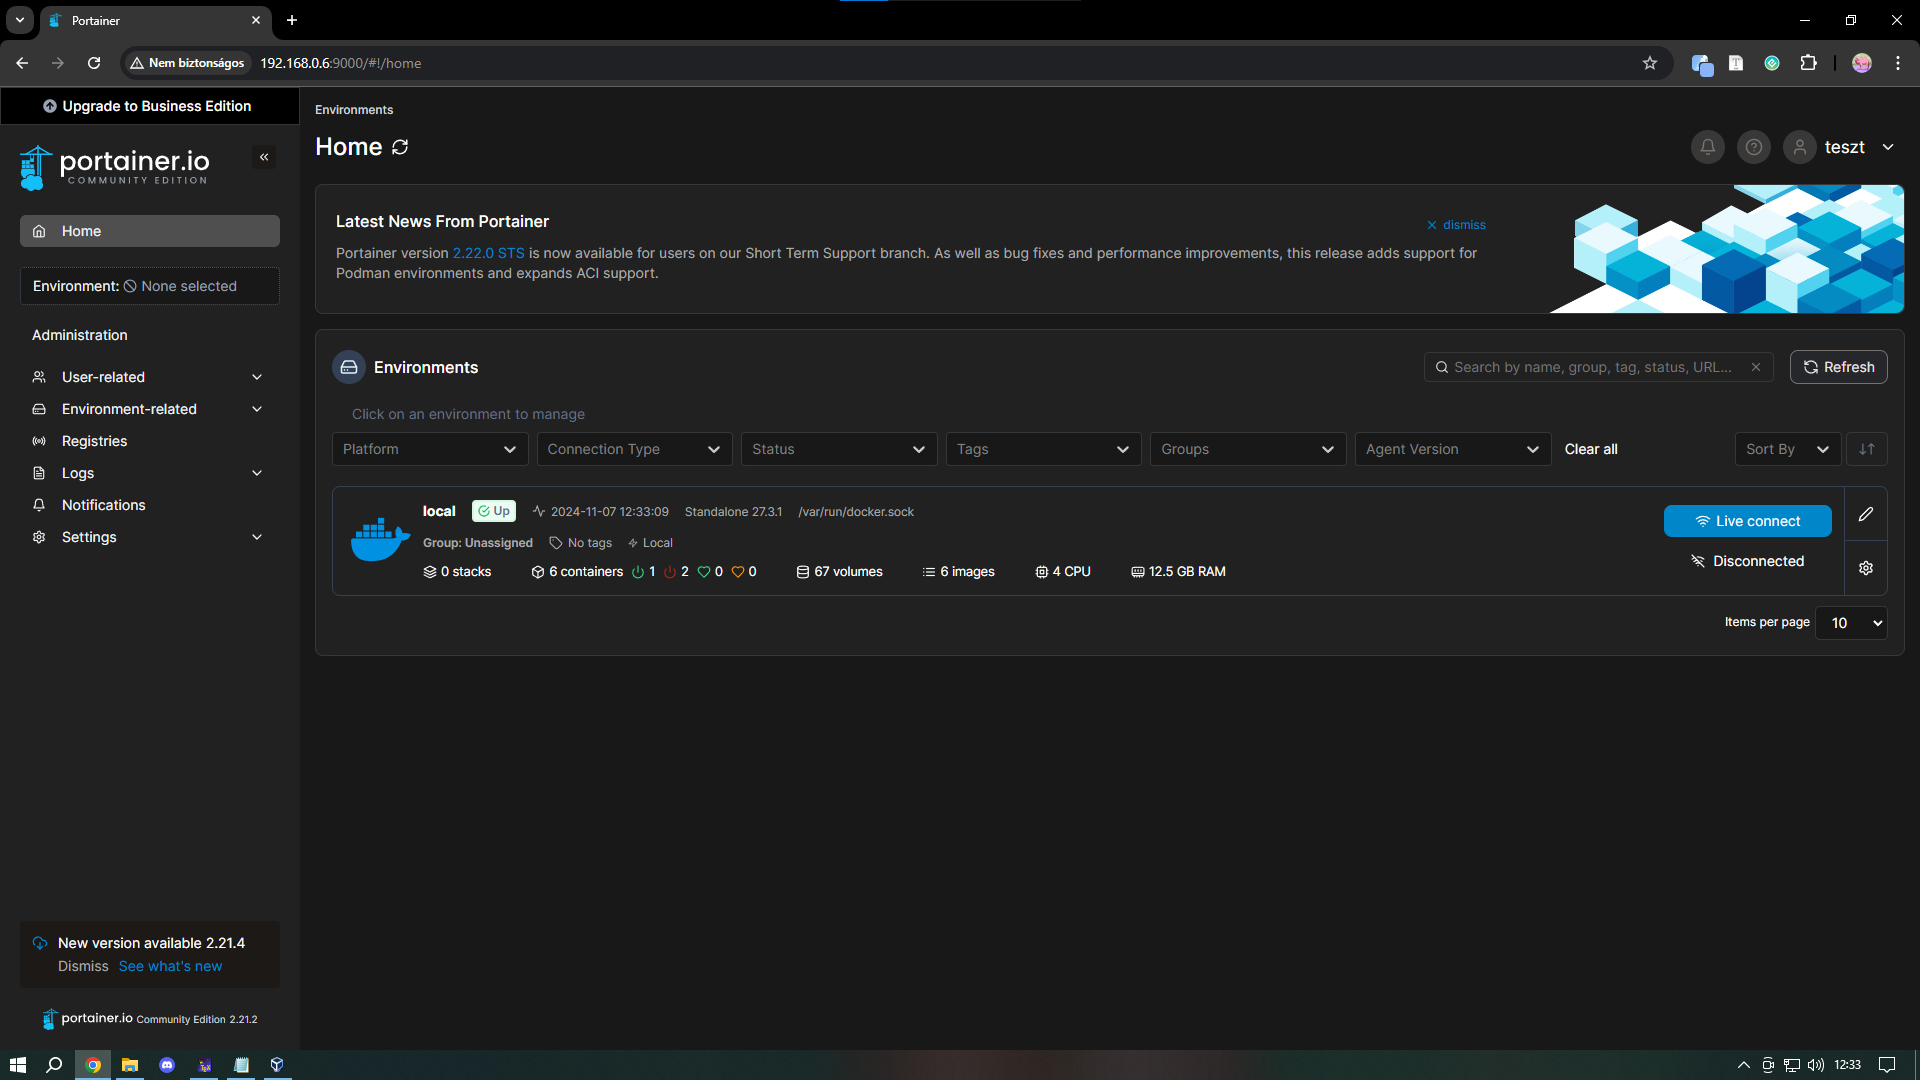 Portainer
Nem biztonságos
192.168.0.6:9000/#!/home
Upgrade to Business Edition
portainer.io
COMMUNITY EDITION
Home
Environment: None selected
Administration
User-related
Environment-related
Registries
Logs
Notifications
Settings
New version available 2.21.4
Dismiss See what's new
portainer.io Community Edition 2.21.2
Environments
Home
teszt
Latest News From Portainer
dismiss
Portainer version 2.22.0 STS is now available for users on our Short Term Support branch. As well as bug fixes and performance improvements, this release adds support for
Podman environments and expands ACI support.
Environments
Search by name, group, tag, status, URL...
Refresh
Click on an environment to manage
Platform Connection Type Status Tags Groups Agent Version Clear all Sort By
local Up 2024-11-07 12:33:09 Standalone 27.3.1 /var/run/docker.sock
Group: Unassigned No tags Local
0 stacks 6 containers 1 2 0 0 67 volumes 6 images 4 CPU 12.5 GB RAM
Live connect
Disconnected
Items per page 10
12:33